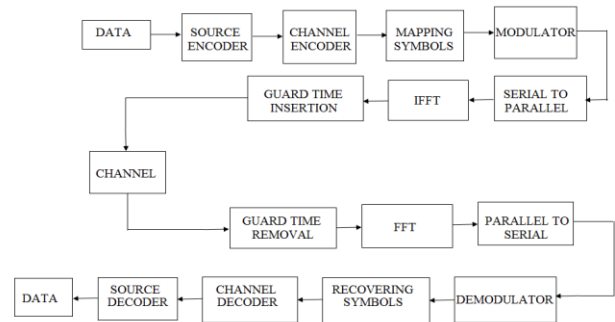 DATA
SOURCE
ENCODER
CHANNEL
ENCODER
MAPPING
SYMBOLS
MODULATOR
GUARD TIME
INSERTION
IFFT
SERIAL TO
PARALLEL
CHANNEL
GUARD TIME
REMOVAL
FFT
PARALLEL TO
SERIAL
DATA
SOURCE
DECODER
CHANNEL
DECODER
RECOVERING
SYMBOLS
DEMODULATOR